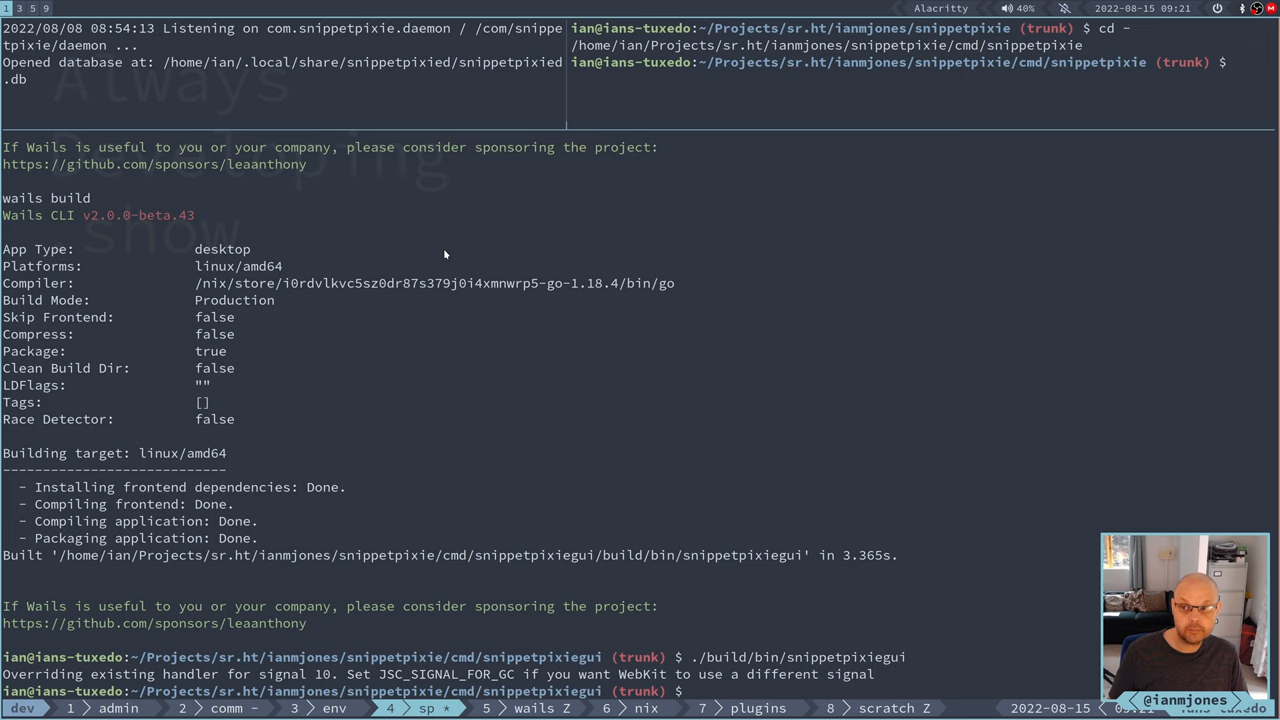 1 3 5 9 Alacritty 40% 2022-08-15 09:21
2022/08/08 08:54:13 Listening on com.snippetpixie.daemon / /com/snippe
tpixie/daemon ...
Opened database at: /home/ian/.local/share/snippetpixied/snippetpixied
.db
ian@ians-tuxedo:~/Projects/sr.ht/ianmjones/snippetpixie (trunk) $ cd -
/home/ian/Projects/sr.ht/ianmjones/snippetpixie/cmd/snippetpixie
ian@ians-tuxedo:~/Projects/sr.ht/ianmjones/snippetpixie/cmd/snippetpixie (trunk) $
Always
Developing
show
If Wails is useful to you or your company, please consider sponsoring the project:
https://github.com/sponsors/leaanthony
wails build
Wails CLI v2.0.0-beta.43
App Type: desktop
Platforms: linux/amd64
Compiler: /nix/store/i0rdvlkvc5sz0dr87s379j0i4xmnwrp5-go-1.18.4/bin/go
Build Mode: Production
Skip Frontend: false
Compress: false
Package: true
Clean Build Dir: false
LDFlags: ""
Tags: []
Race Detector: false
Building target: linux/amd64
---------------------------
- Installing frontend dependencies: Done.
- Compiling frontend: Done.
- Compiling application: Done.
- Packaging application: Done.
Built '/home/ian/Projects/sr.ht/ianmjones/snippetpixie/cmd/snippetpixiegui/build/bin/snippetpixiegui' in 3.365s.
If Wails is useful to you or your company, please consider sponsoring the project:
https://github.com/sponsors/leaanthony
ian@ians-tuxedo:~/Projects/sr.ht/ianmjones/snippetpixie/cmd/snippetpixiegui (trunk) $ ./build/bin/snippetpixiegui
Overriding existing handler for signal 10. Set JSC_SIGNAL_FOR_GC if you want WebKit to use a different signal
ian@ians-tuxedo:~/Projects/sr.ht/ianmjones/snippetpixie/cmd/snippetpixiegui (trunk) $
@ianmjones
dev 1 admin 2 comm - 3 env 4 sp * 5 wails Z 6 nix 7 plugins 8 scratch Z 2022-08-15